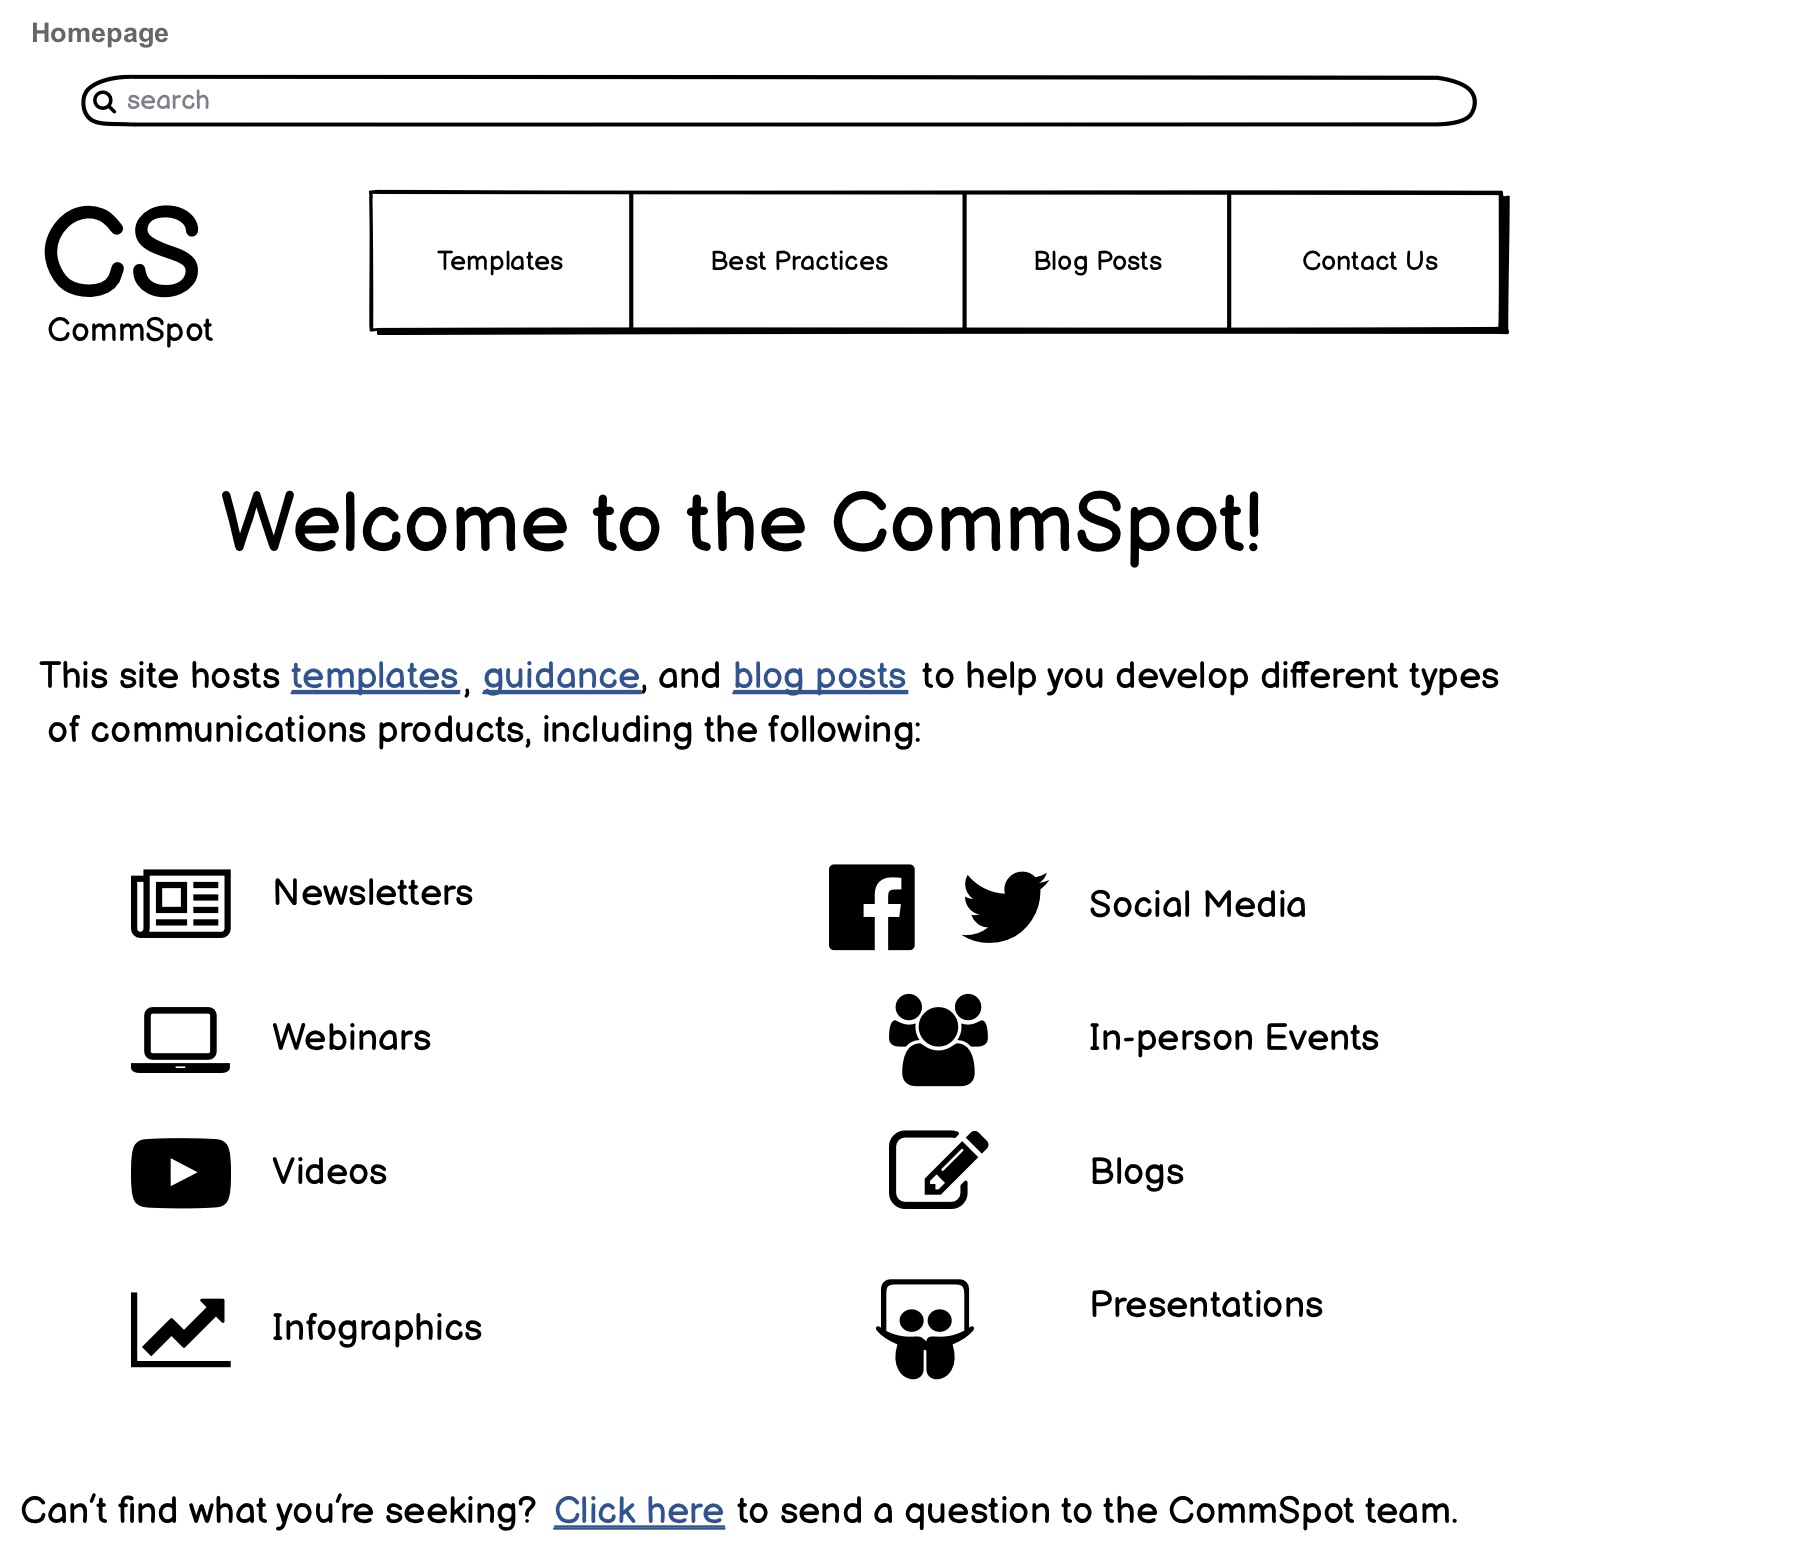 Homepage
search
CS
CommSpot
Templates
Best Practices
Blog Posts
Contact Us
Welcome to the CommSpot!
This site hosts templates, guidance, and blog posts to help you develop different types
of communications products, including the following:
Newsletters
Social Media
Webinars
In-person Events
Videos
Blogs
Infographics
Presentations
Can't find what you're seeking? Click here to send a question to the CommSpot team.